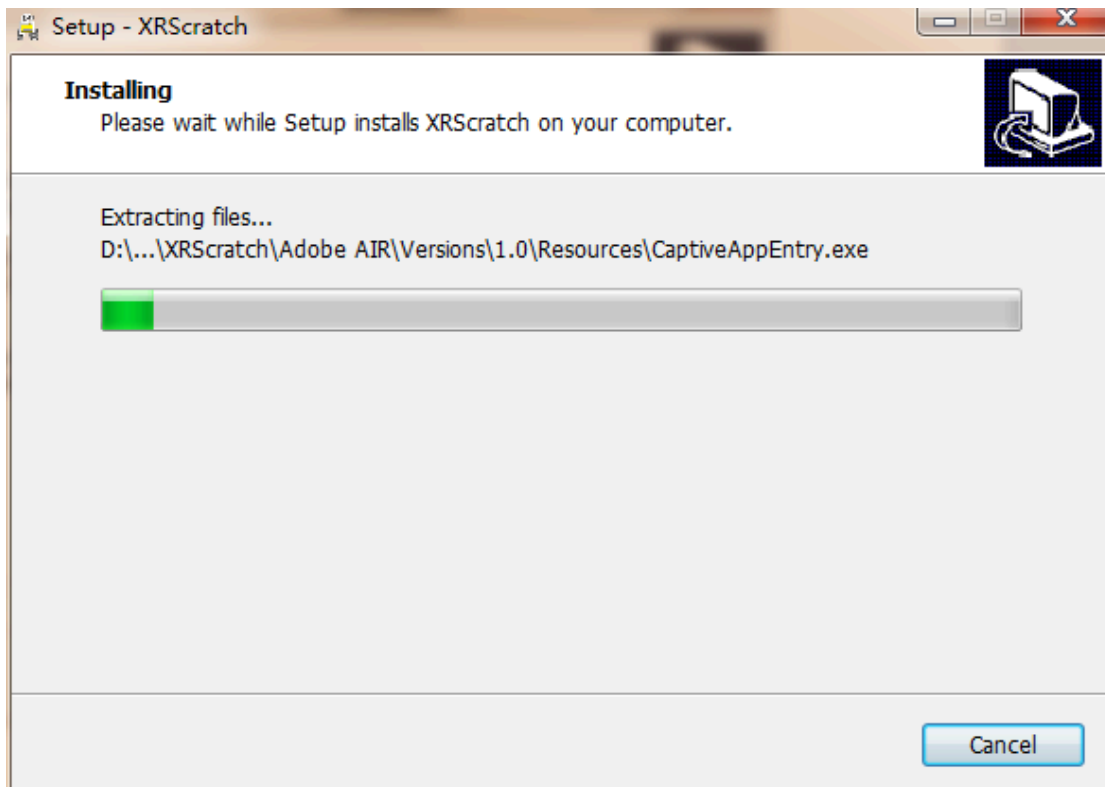 Setup - XRScratch
Installing
Please wait while Setup installs XRScratch on your computer.
Extracting files...
D:\...\XRScratch\Adobe AIR\Versions\1.0\Resources\CaptiveAppEntry.exe
Cancel